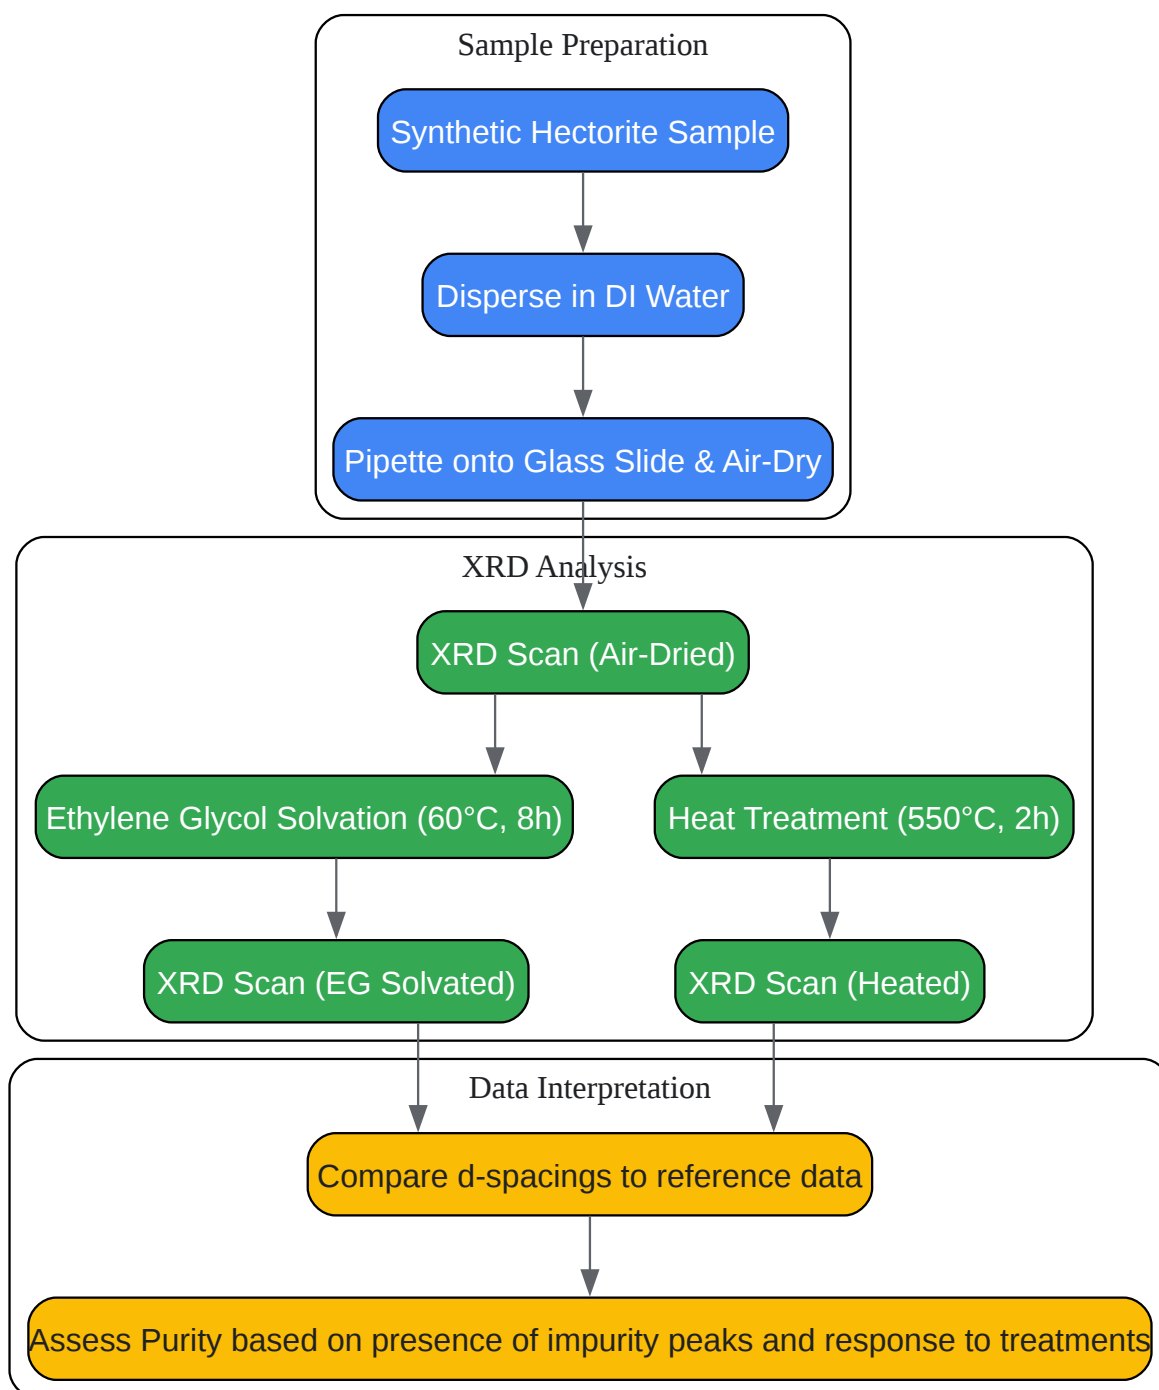 Sample Preparation
Synthetic Hectorite Sample
Disperse in DI Water
Pipette onto Glass Slide & Air-Dry
XRD Analysis
XRD Scan (Air-Dried)
Ethylene Glycol Solvation (60°C, 8h)
Heat Treatment (550°C, 2h)
XRD Scan (EG Solvated)
XRD Scan (Heated)
Data Interpretation
Compare d-spacings to reference data
Assess Purity based on presence of impurity peaks and response to treatments